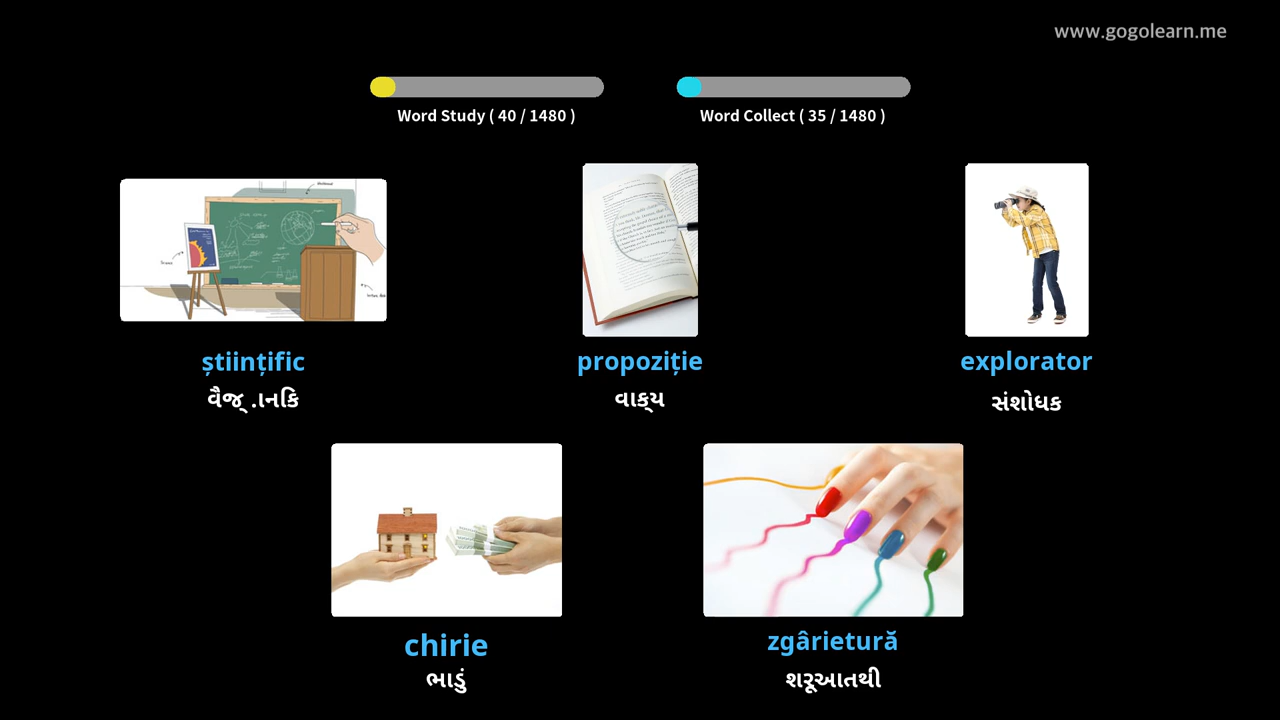 www.gogolearn.me
Word Study ( 40 / 1480 )
Word Collect ( 35 / 1480 )
științific
propoziție
explorator
વૈજ્ .ાનકિ
વાક્ય
સંશોધક
chirie
zgârietură
ભાડું
શરૂઆતથી